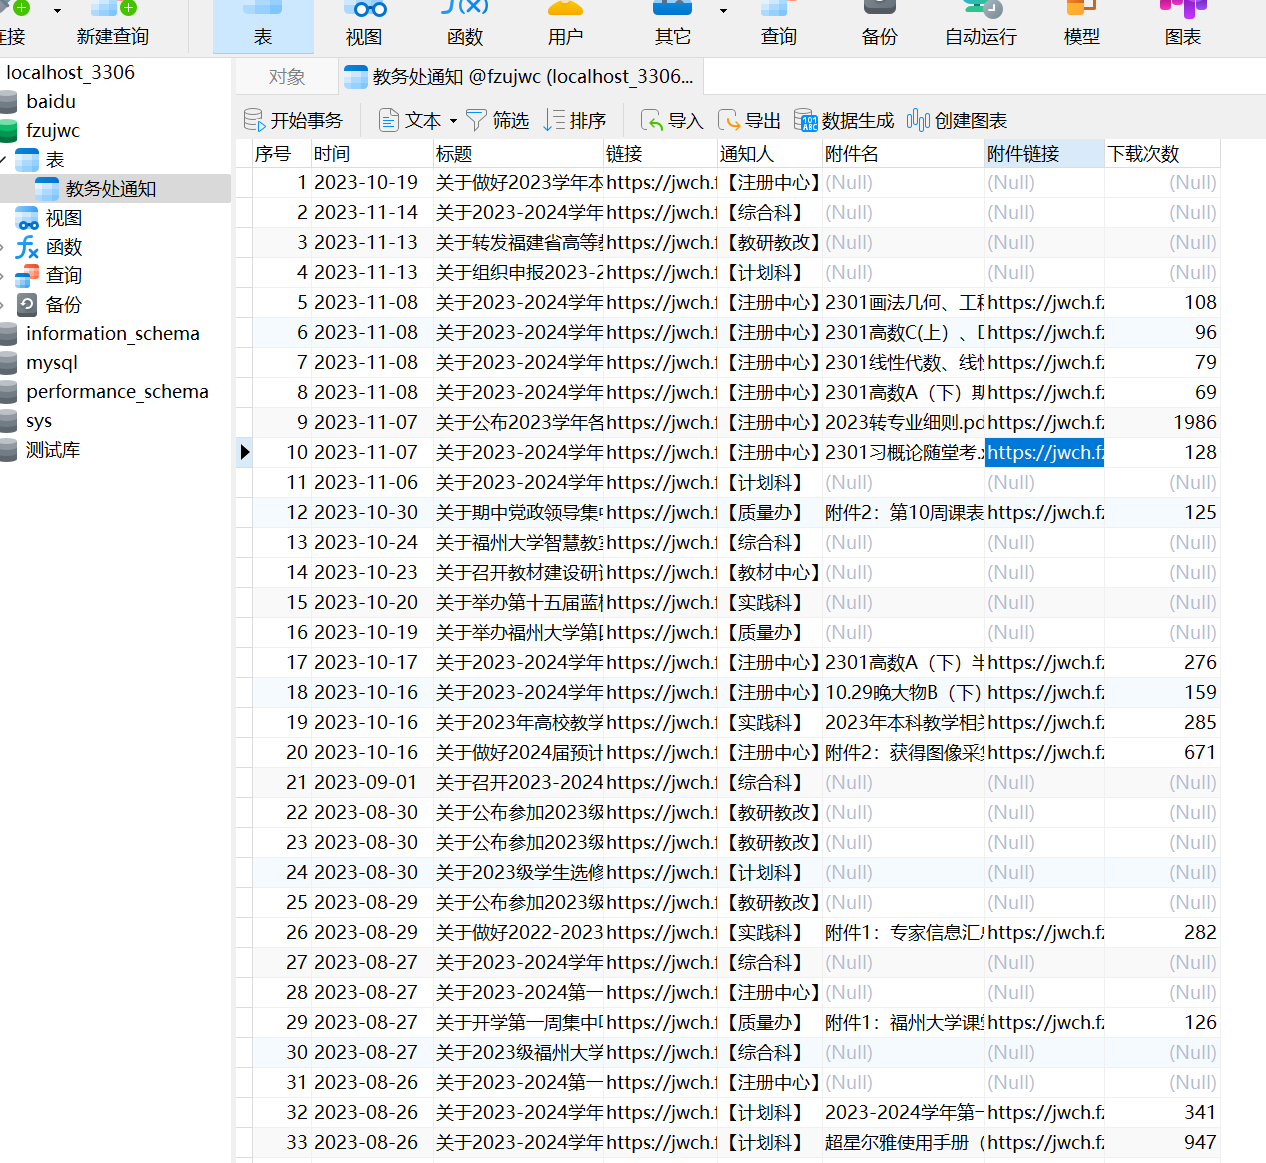 连接 新建查询 表 视图 函数 用户 其它 查询 备份 自动运行 模型 图表
localhost_3306
baidu
fzujwc
表
教务处通知
视图
函数
查询
备份
information_schema
mysql
performance_schema
sys
测试库
对象 教务处通知 @fzujwc (localhost_3306...
开始事务 文本 筛选 排序 导入 导出 数据生成 创建图表
序号 时间 标题 链接 通知人 附件名 附件链接 下载次数
1 2023-10-19 关于做好2023学年本 https://jwch.f 【注册中心】 (Null) (Null) (Null)
2 2023-11-14 关于2023-2024学年 https://jwch.f 【综合科】 (Null) (Null) (Null)
3 2023-11-13 关于转发福建省高等教 https://jwch.f 【教研教改】 (Null) (Null) (Null)
4 2023-11-13 关于组织申报2023-2 https://jwch.f 【计划科】 (Null) (Null) (Null)
5 2023-11-08 关于2023-2024学年 https://jwch.f 【注册中心】 2301画法几何、工程 https://jwch.fz 108
6 2023-11-08 关于2023-2024学年 https://jwch.f 【注册中心】 2301高数C(上）、 https://jwch.fz 96
7 2023-11-08 关于2023-2024学年 https://jwch.f 【注册中心】 2301线性代数、线性 https://jwch.fz 79
8 2023-11-08 关于2023-2024学年 https://jwch.f 【注册中心】 2301高数A（下）期 https://jwch.fz 69
9 2023-11-07 关于公布2023学年各 https://jwch.f 【注册中心】 2023转专业细则.pd https://jwch.fz 1986
10 2023-11-07 关于2023-2024学年 https://jwch.f 【注册中心】 2301习概论随堂考.x https://jwch.fz 128
11 2023-11-06 关于2023-2024学年 https://jwch.f 【计划科】 (Null) (Null) (Null)
12 2023-10-30 关于期中党政领导集中 https://jwch.f 【质量办】 附件2：第10周课表 https://jwch.fz 125
13 2023-10-24 关于福州大学智慧教室 https://jwch.f 【综合科】 (Null) (Null) (Null)
14 2023-10-23 关于召开教材建设研讨 https://jwch.f 【教材中心】 (Null) (Null) (Null)
15 2023-10-20 关于举办第十五届蓝桥 https://jwch.f 【实践科】 (Null) (Null) (Null)
16 2023-10-19 关于举办福州大学第 https://jwch.f 【质量办】 (Null) (Null) (Null)
17 2023-10-17 关于2023-2024学年 https://jwch.f 【注册中心】 2301高数A（下）半 https://jwch.fz 276
18 2023-10-16 关于2023-2024学年 https://jwch.f 【注册中心】 10.29晚大物B（下） https://jwch.fz 159
19 2023-10-16 关于2023年高校教学 https://jwch.f 【实践科】 2023年本科教学相关 https://jwch.fz 285
20 2023-10-16 关于做好2024届预计 https://jwch.f 【注册中心】 附件2：获得图像采集 https://jwch.fz 671
21 2023-09-01 关于召开2023-2024 https://jwch.f 【综合科】 (Null) (Null) (Null)
22 2023-08-30 关于公布参加2023级 https://jwch.f 【教研教改】 (Null) (Null) (Null)
23 2023-08-30 关于公布参加2023级 https://jwch.f 【教研教改】 (Null) (Null) (Null)
24 2023-08-30 关于2023级学生选修 https://jwch.f 【计划科】 (Null) (Null) (Null)
25 2023-08-29 关于公布参加2023级 https://jwch.f 【教研教改】 (Null) (Null) (Null)
26 2023-08-29 关于做好2022-2023 https://jwch.f 【实践科】 附件1：专家信息汇总 https://jwch.fz 282
27 2023-08-27 关于2023-2024学年 https://jwch.f 【综合科】 (Null) (Null) (Null)
28 2023-08-27 关于2023-2024第一 https://jwch.f 【注册中心】 (Null) (Null) (Null)
29 2023-08-27 关于开学第一周集中 https://jwch.f 【质量办】 附件1：福州大学课堂 https://jwch.fz 126
30 2023-08-27 关于2023级福州大学 https://jwch.f 【综合科】 (Null) (Null) (Null)
31 2023-08-26 关于2023-2024第一 https://jwch.f 【注册中心】 (Null) (Null) (Null)
32 2023-08-26 关于2023-2024学年 https://jwch.f 【计划科】 2023-2024学年第一 https://jwch.fz 341
33 2023-08-26 关于2023-2024学年 https://jwch.f 【计划科】 超星尔雅使用手册（ https://jwch.fz 947